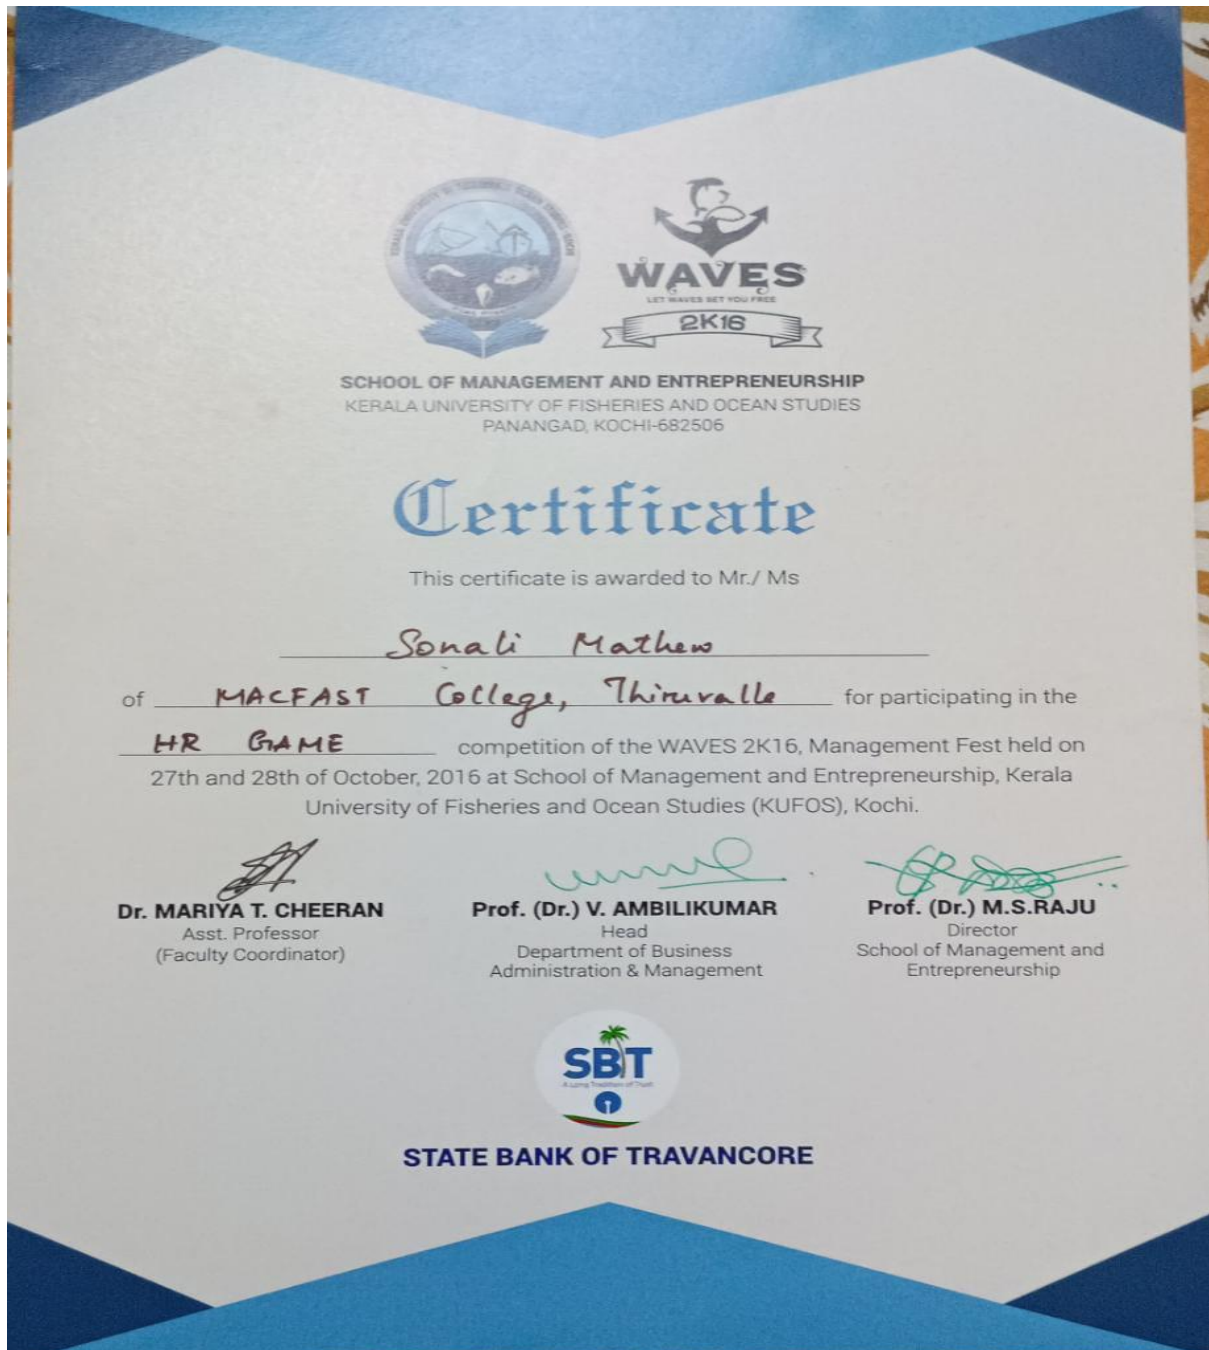 WAVES
LET WAVES SET YOU FREE
2K16
SCHOOL OF MANAGEMENT AND ENTREPRENEURSHIP
KERALA UNIVERSITY OF FISHERIES AND OCEAN STUDIES
PANANGAD, KOCHI-682506
Certificate
This certificate is awarded to Mr./ Ms
Sonali Mathew
of MACFAST College, Thiruvalle for participating in the
HR GAME competition of the WAVES 2K16, Management Fest held on
27th and 28th of October, 2016 at School of Management and Entrepreneurship, Kerala
University of Fisheries and Ocean Studies (KUFOS), Kochi.
Dr. MARIYA T. CHEERAN
Asst. Professor
(Faculty Coordinator)
Prof. (Dr.) V. AMBILIKUMAR
Head
Department of Business
Administration & Management
Prof. (Dr.) M.S.RAJU
Director
School of Management and
Entrepreneurship
SBT
A Long Tradition of Trust
STATE BANK OF TRAVANCORE